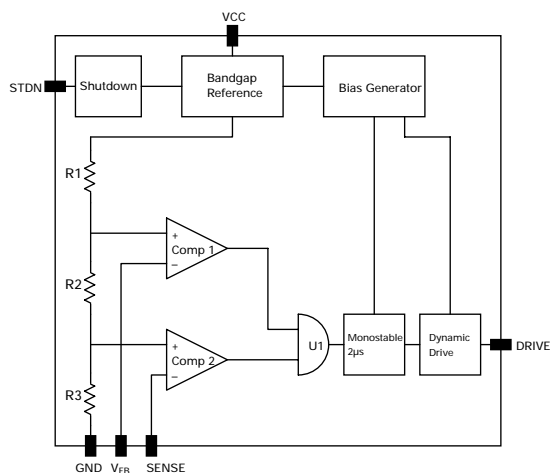 VCC
STDN
Shutdown
Bandgap
Reference
Bias Generator
R1
+
Comp 1
–
R2
+
Comp 2
–
U1
Monostable
2µs
Dynamic
Drive
DRIVE
R3
GND
VFB
SENSE